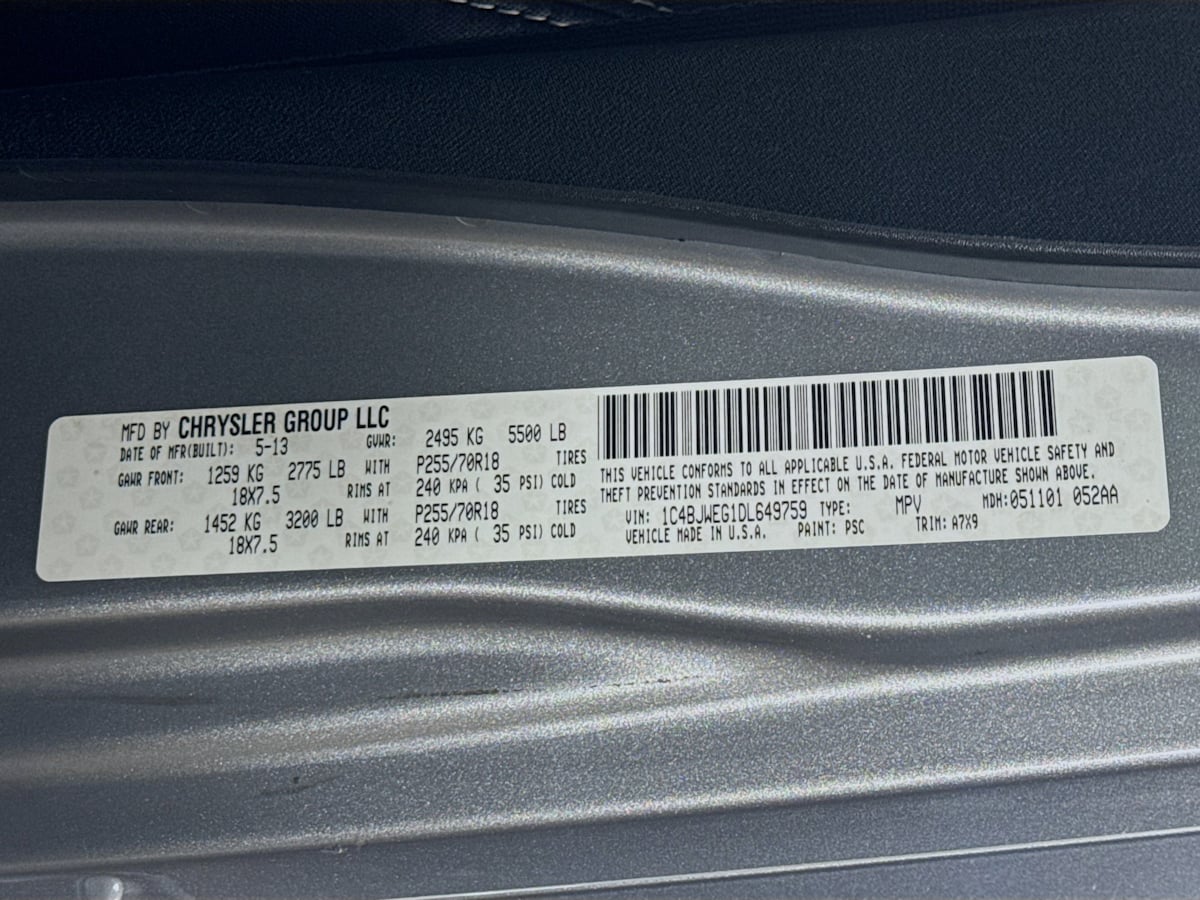 MFD BY CHRYSLER GROUP LLC
DATE OF MFR(BUILT): 5-13 GVWR: 2495 KG 5500 LB
GAWR FRONT: 1259 KG 2775 LB WITH P255/70R18 TIRES
18X7.5 RIMS AT 240 KPA ( 35 PSI) COLD
GAWR REAR: 1452 KG 3200 LB WITH P255/70R18 TIRES
18X7.5 RIMS AT 240 KPA ( 35 PSI) COLD
THIS VEHICLE CONFORMS TO ALL APPLICABLE U.S.A. FEDERAL MOTOR VEHICLE SAFETY AND
THEFT PREVENTION STANDARDS IN EFFECT ON THE DATE OF MANUFACTURE SHOWN ABOVE.
VIN: 1C4BJWEG1DL649759 TYPE: MPV MDH:051101 052AA
VEHICLE MADE IN U.S.A. PAINT: PSC TRIM: A7X9